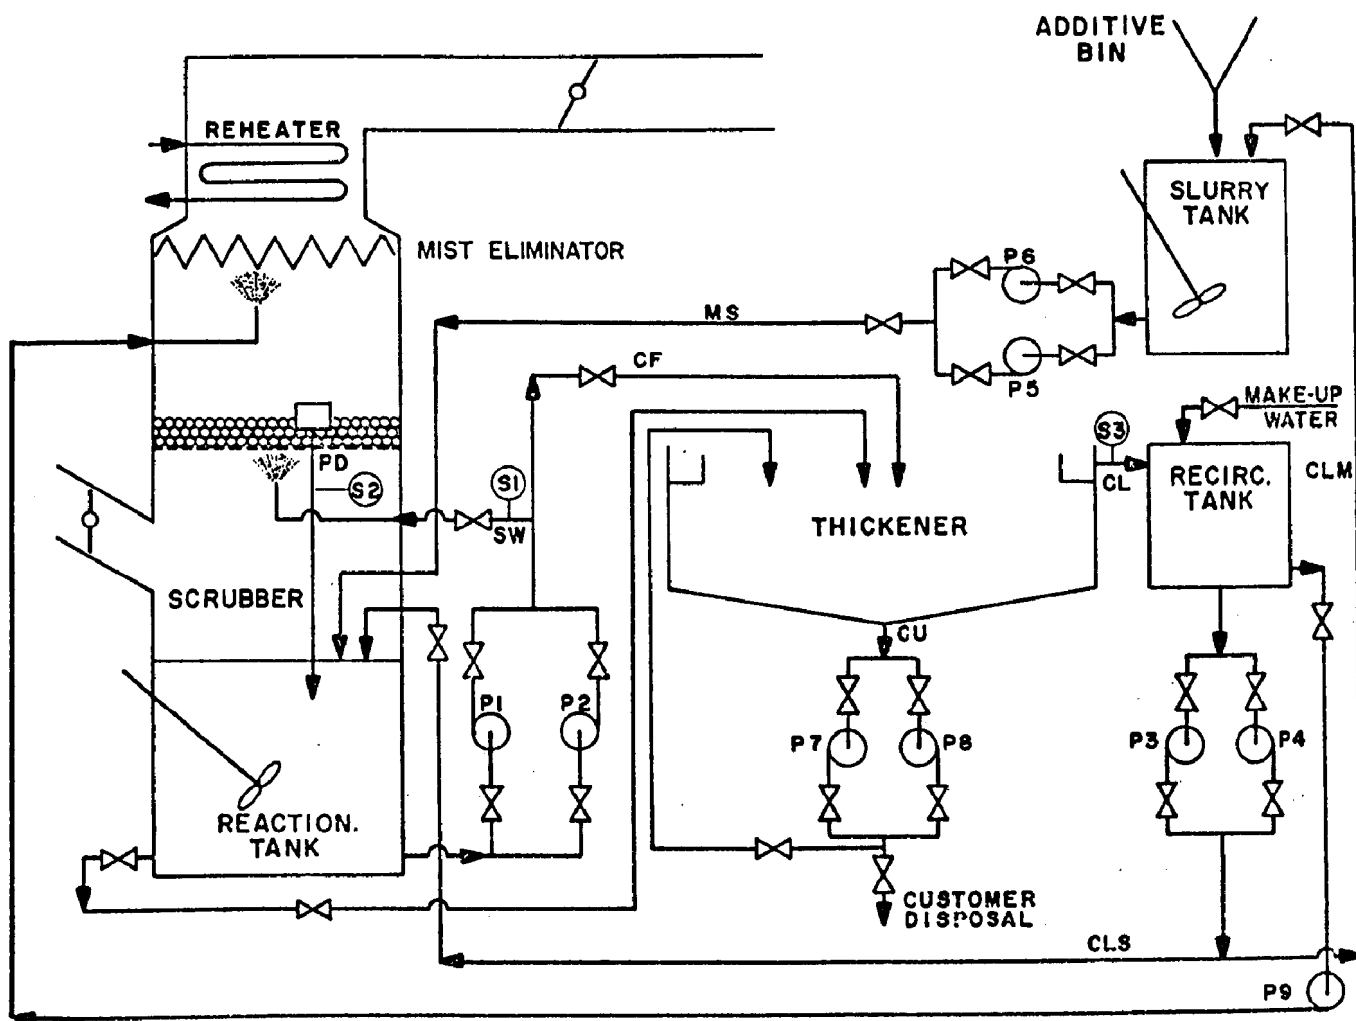 ADDITIVE
BIN
REHEATER
SLURRY
TANK
MIST ELIMINATOR
P6
MS
P5
CF
MAKE-UP
WATER
S3
CL
RECIRC.
TANK
CLM
PD
S2
S1
SW
THICKENER
SCRUBBER
CU
P1
P2
P7
P8
P3
P4
REACTION.
TANK
CUSTOMER
DISPOSAL
CLS
P9